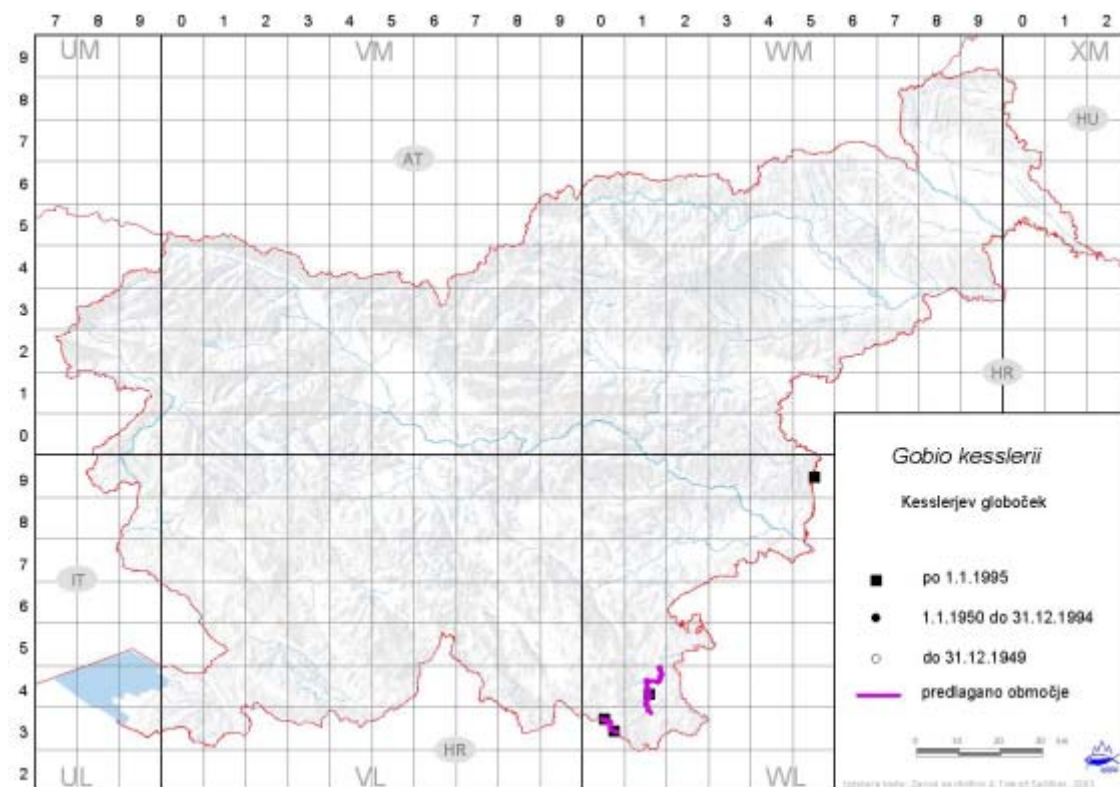 7 8 9 0 1 2 3 4 5 6 7 8 9 0 1 2 3 4 5 6 7 8 9 0 1 2
UM VM WM XM
9
8
HU
7
AT
6
5
4
3
2
HR
1
0
9
8
7
IT
6
5
4
3
HR
2
UL VL WL
Gobio kesslerii
Kesslerjev globoček
po 1.1.1995
1.1.1950 do 31.12.1994
do 31.12.1949
predlagano območje
0 10 20 30